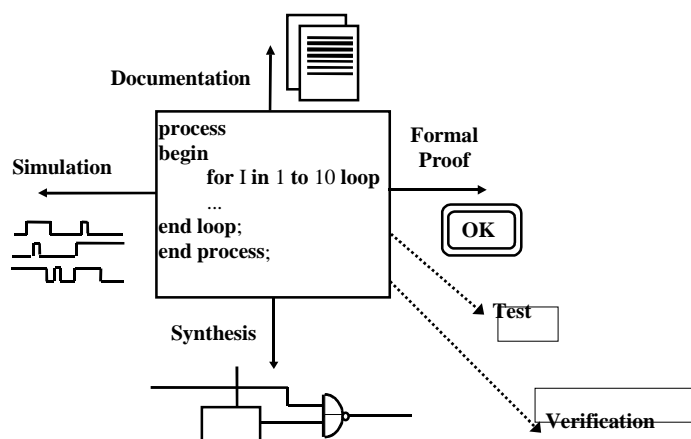 Documentation
process
begin
for I in 1 to 10 loop
...
end loop;
end process;
Simulation
Formal
Proof
OK
Test
Synthesis
Verification